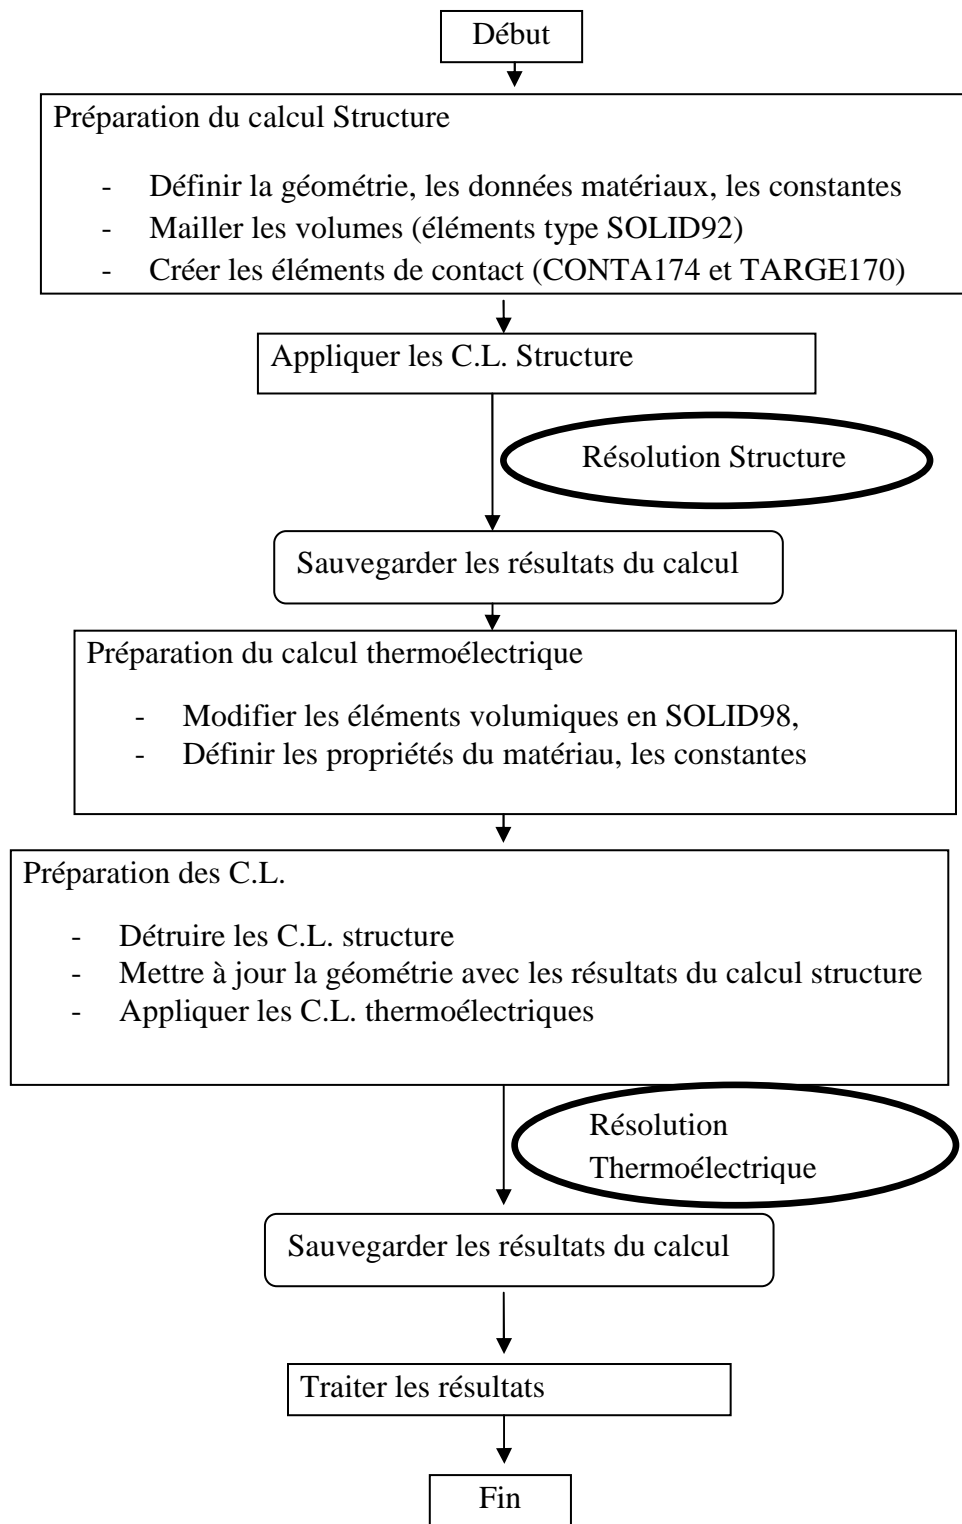 Début
Préparation du calcul Structure
- Définir la géométrie, les données matériaux, les constantes
- Mailler les volumes (éléments type SOLID92)
- Créer les éléments de contact (CONTA174 et TARGE170)
Appliquer les C.L. Structure
Résolution Structure
Sauvegarder les résultats du calcul
Préparation du calcul thermoélectrique
- Modifier les éléments volumiques en SOLID98,
- Définir les propriétés du matériau, les constantes
Préparation des C.L.
- Détruire les C.L. structure
- Mettre à jour la géométrie avec les résultats du calcul structure
- Appliquer les C.L. thermoélectriques
Résolution
Thermoélectrique
Sauvegarder les résultats du calcul
Traiter les résultats
Fin